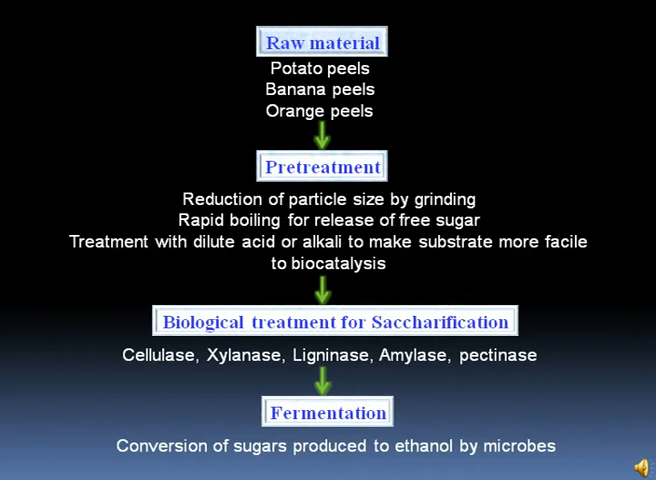 Raw material
Potato peels
Banana peels
Orange peels
Pretreatment
Reduction of particle size by grinding
Rapid boiling for release of free sugar
Treatment with dilute acid or alkali to make substrate more facile
to biocatalysis
Biological treatment for Saccharification
Cellulase, Xylanase, Ligninase, Amylase, pectinase
Fermentation
Conversion of sugars produced to ethanol by microbes